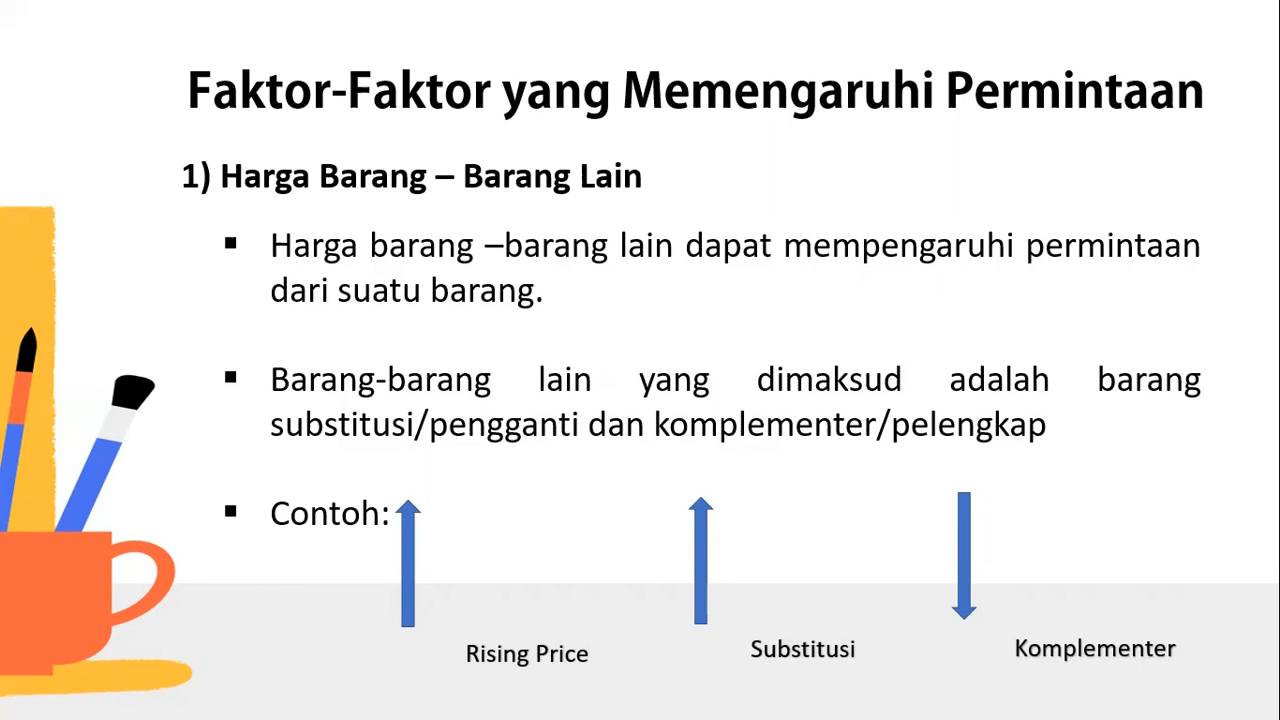 Faktor-Faktor yang Memengaruhi Permintaan
1) Harga Barang – Barang Lain
▪ Harga barang –barang lain dapat mempengaruhi permintaan
dari suatu barang.
▪ Barang-barang lain yang dimaksud adalah barang
substitusi/pengganti dan komplementer/pelengkap
▪ Contoh:
Rising Price
Substitusi
Komplementer